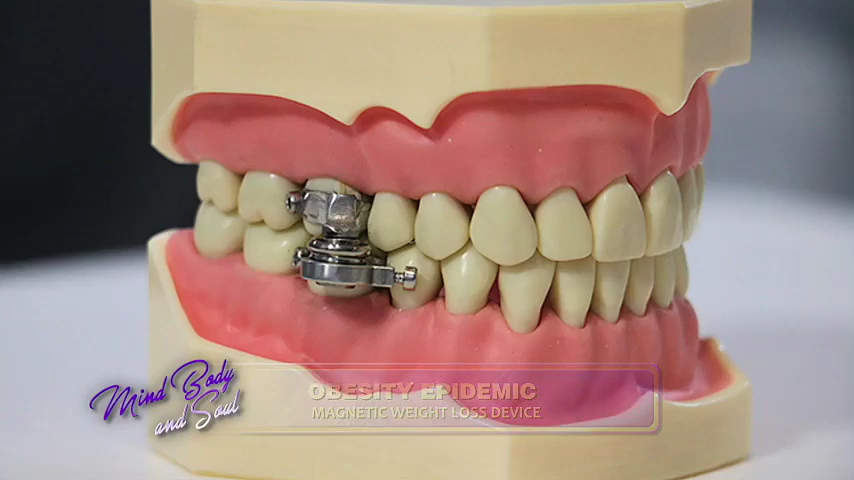 Mind Body
and Soul
OBESITY EPIDEMIC
MAGNETIC WEIGHT LOSS DEVICE